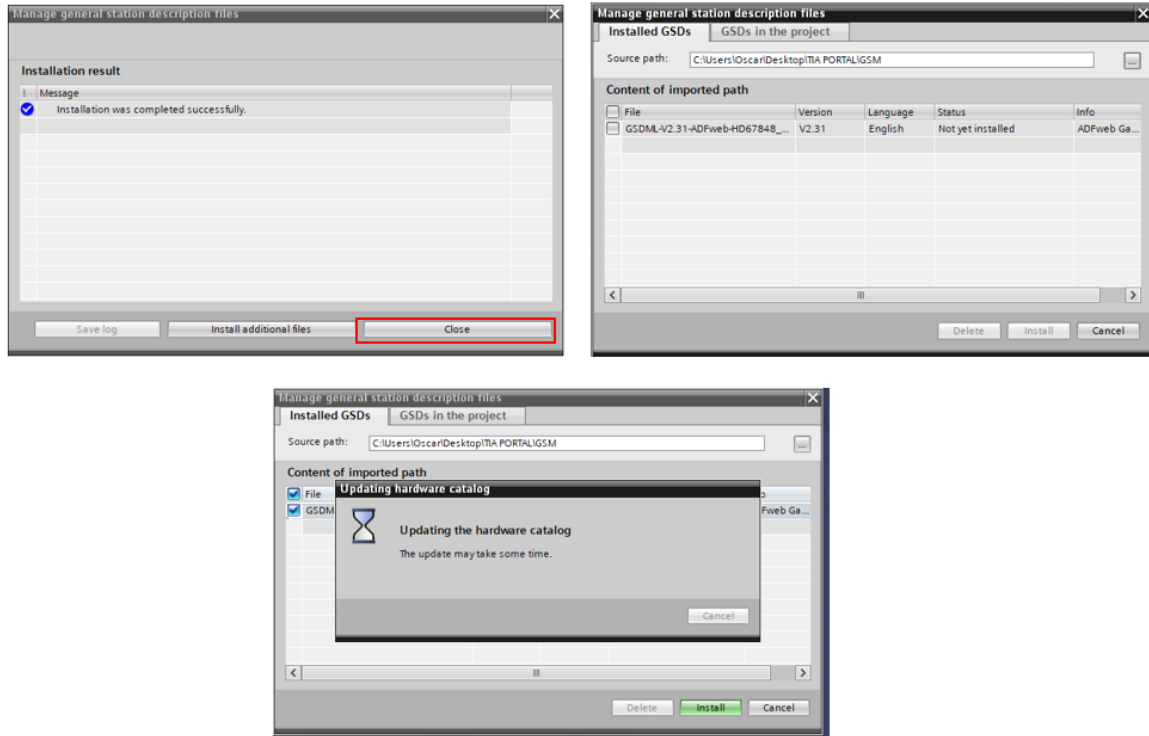 Manage general station description files
Installation result
! Message
Installation was completed successfully.
Save log Install additional files Close
Manage general station description files
Installed GSDs GSDs in the project
Source path: C:\Users\Oscar\Desktop\TIA PORTAL\GSM ...
Content of imported path
File Version Language Status Info
GSDML-V2.31-ADFweb-HD67848_... V2.31 English Not yet installed ADFweb Ga...
Delete Install Cancel
Manage general station description files
Installed GSDs GSDs in the project
Source path: C:\Users\Oscar\Desktop\TIA PORTAL\GSM ...
Content of imported path
File
GSDM Fweb Ga...
Updating hardware catalog
Updating the hardware catalog
The update may take some time.
Cancel
Delete Install Cancel